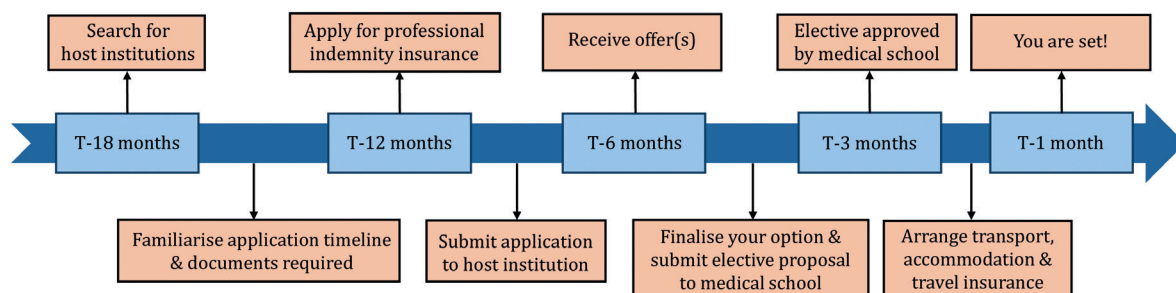 Search for
host institutions
Apply for professional
indemnity insurance
Receive offer(s)
Elective approved
by medical school
You are set!
T-18 months
T-12 months
T-6 months
T-3 months
T-1 month
Familiarise application timeline
& documents required
Submit application
to host institution
Finalise your option &
submit elective proposal
to medical school
Arrange transport,
accommodation &
travel insurance